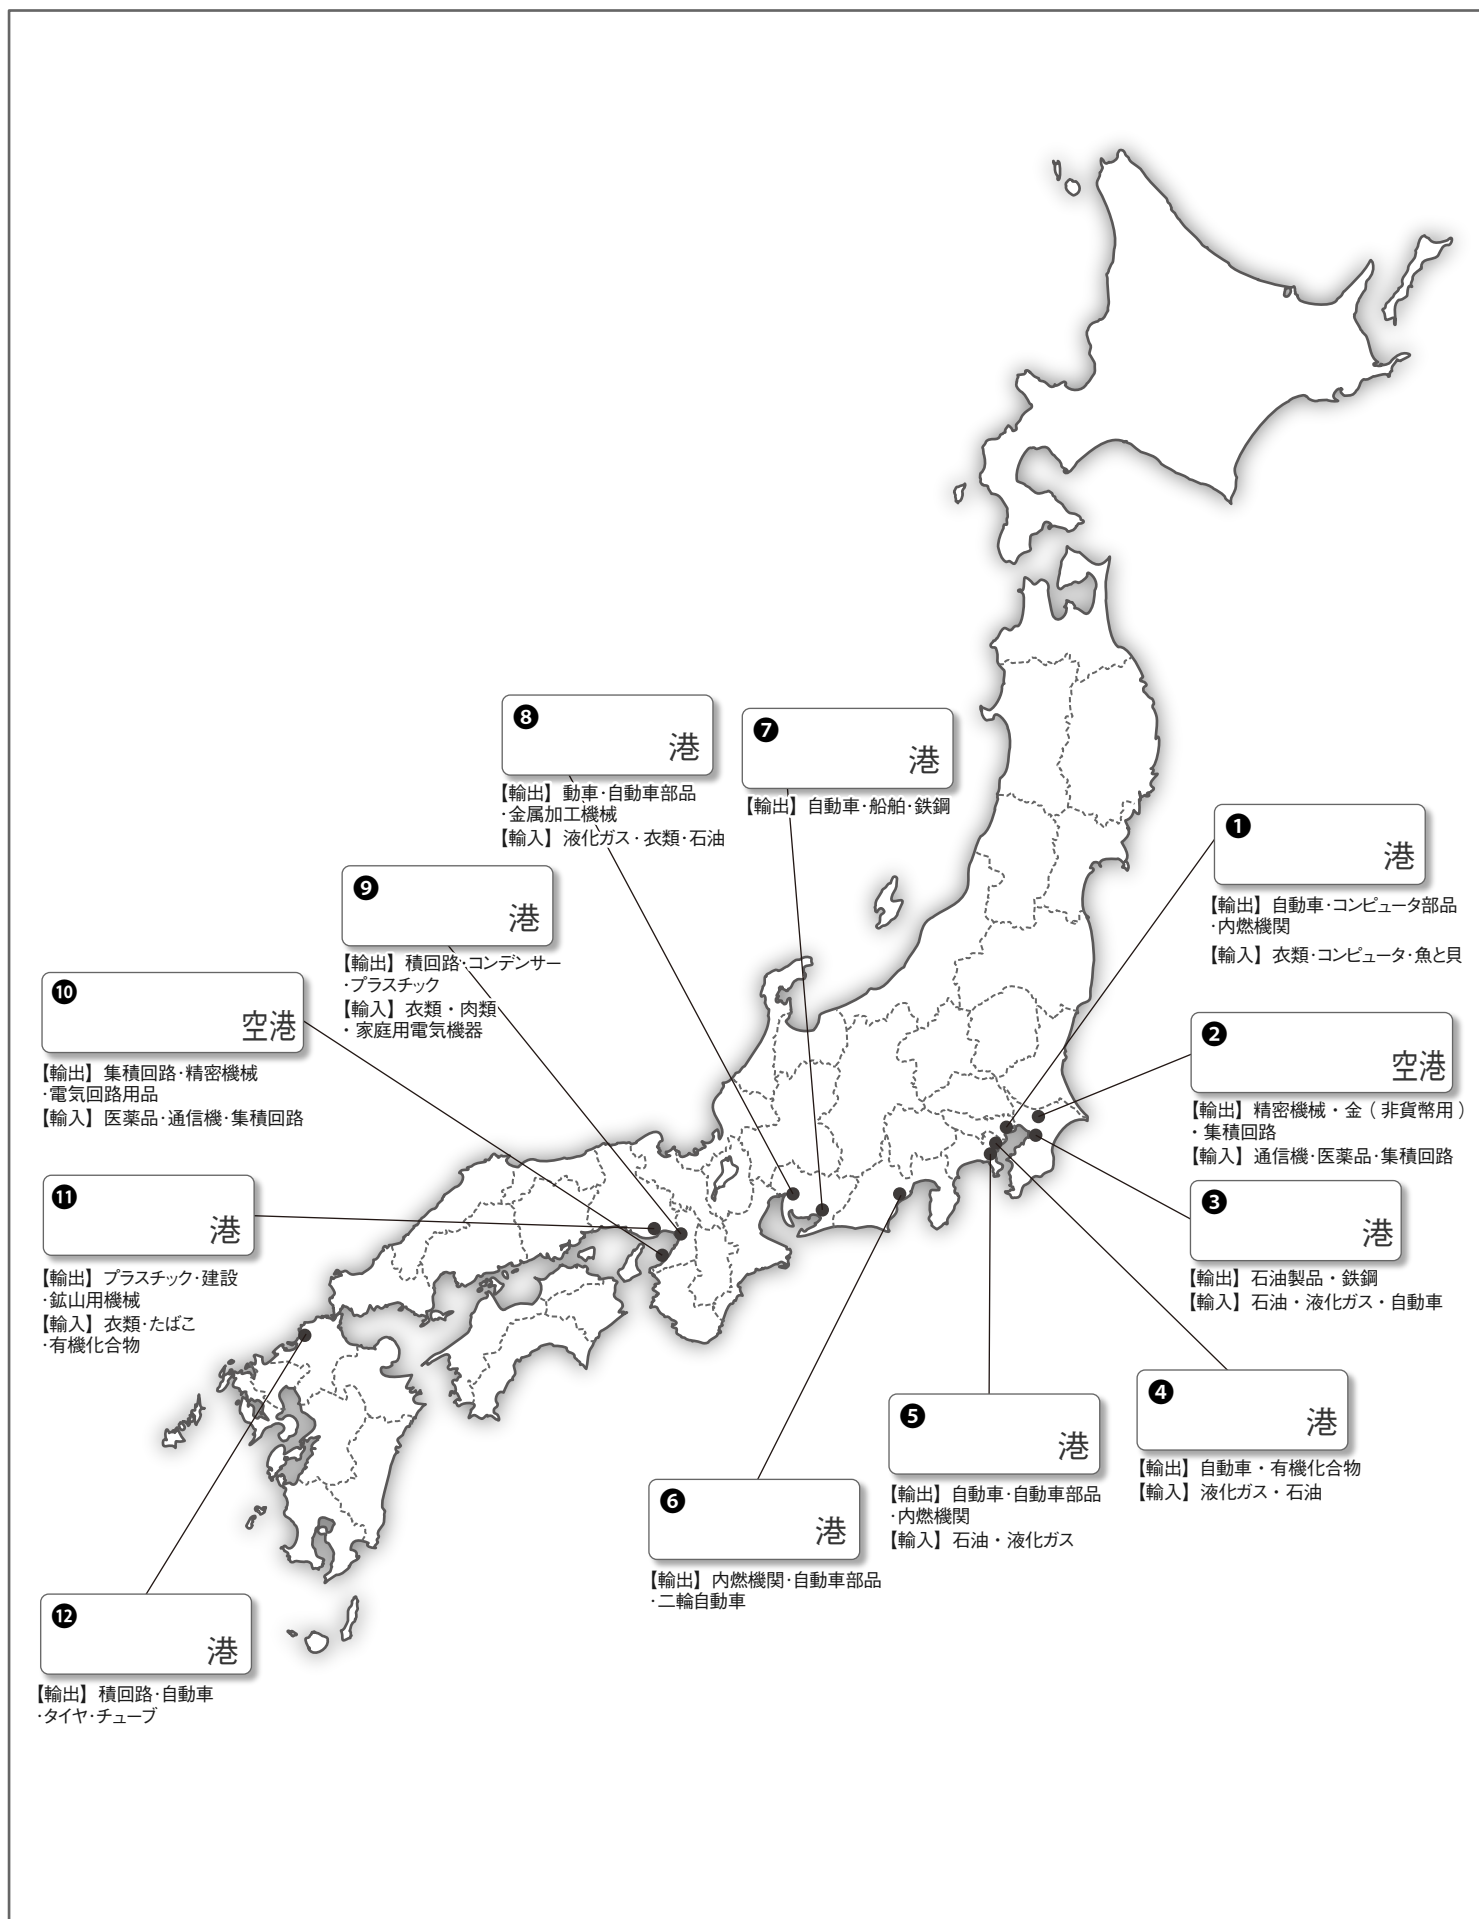 ❽
港
【輸出】動車・自動車部品
・金属加工機械
【輸入】液化ガス・衣類・石油
❼
港
【輸出】自動車・船舶・鉄鋼
❶
港
【輸出】自動車・コンピュータ部品
・内燃機関
【輸入】衣類・コンピュータ・魚と貝
❾
港
【輸出】積回路・コンデンサー
・プラスチック
【輸入】衣類・肉類
・家庭用電気機器
❿
空港
【輸出】集積回路・精密機械
・電気回路用品
【輸入】医薬品・通信機・集積回路
❷
空港
【輸出】精密機械・金(非貨幣用)
・集積回路
【輸入】通信機・医薬品・集積回路
⓫
港
【輸出】プラスチック・建設
・鉱山用機械
【輸入】衣類・たばこ
・有機化合物
❸
港
【輸出】石油製品・鉄鋼
【輸入】石油・液化ガス・自動車
❹
港
【輸出】自動車・有機化合物
【輸入】液化ガス・石油
❺
港
【輸出】自動車・自動車部品
・内燃機関
【輸入】石油・液化ガス
❻
港
【輸出】内燃機関・自動車部品
・二輪自動車
⓬
港
【輸出】積回路・自動車
・タイヤ・チューブ